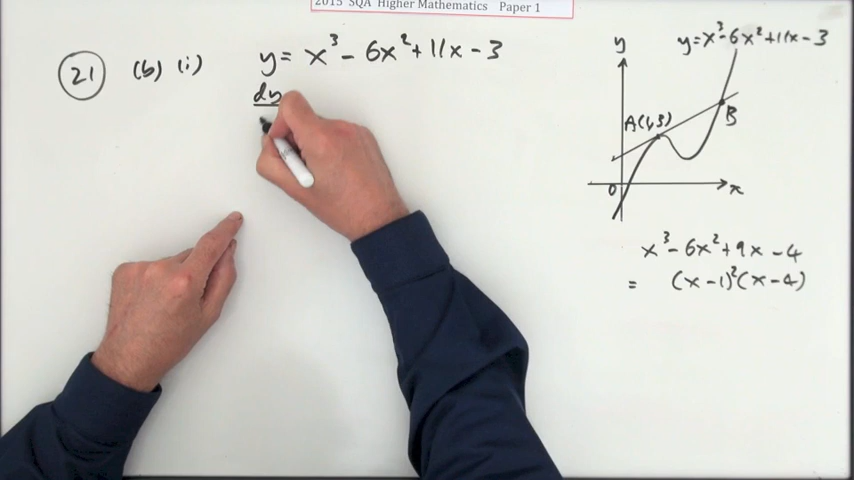 2015 SQA Higher Mathematics Paper 1
21 (b) (i) y = x³ - 6x² + 11x - 3
dy
y = x³ - 6x² + 11x - 3
y
A(1,3)
B
0
x
x³ - 6x² + 9x - 4
= (x - 1)²(x - 4)